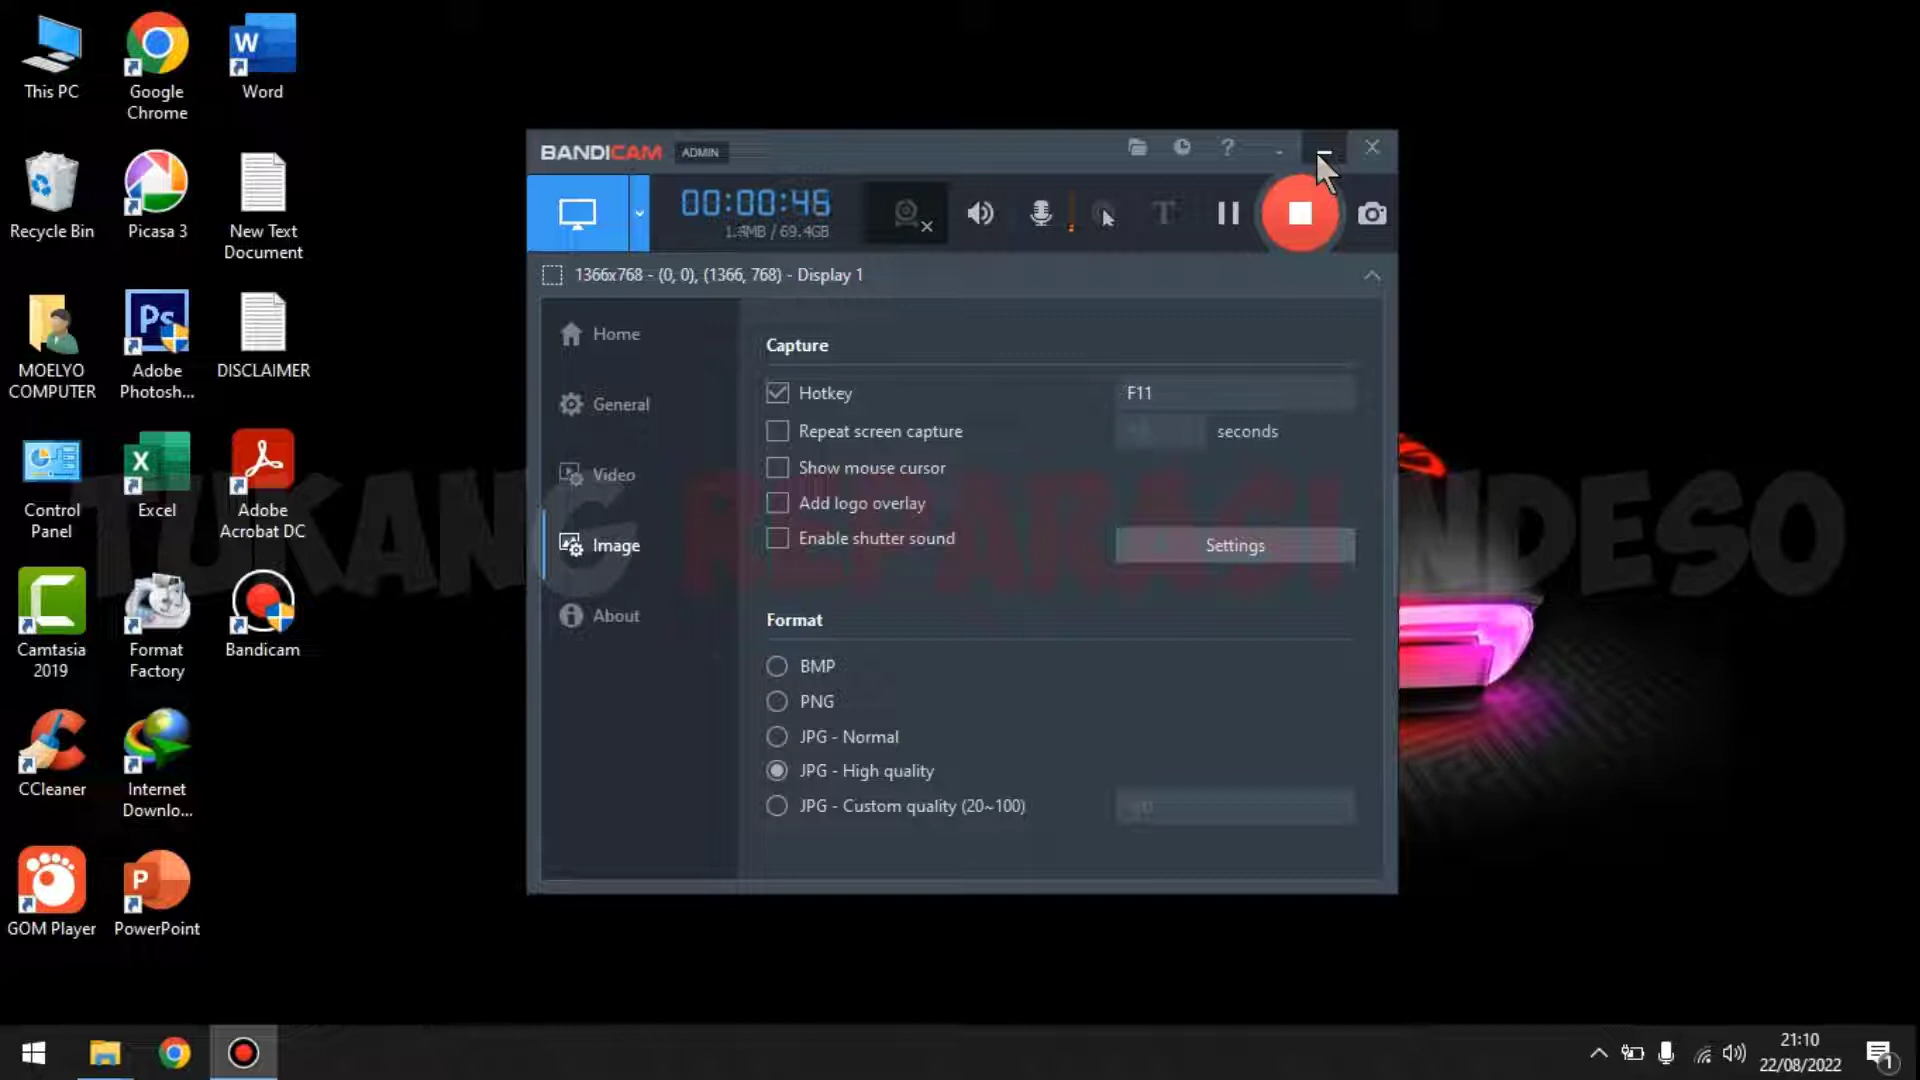 This PC
Google
Chrome
Word
Recycle Bin
Picasa 3
New Text
Document
MOELYO
COMPUTER
Adobe
Photosh...
DISCLAIMER
Control
Panel
Excel
Adobe
Acrobat DC
Camtasia
2019
Format
Factory
Bandicam
CCleaner
Internet
Downlo...
GOM Player
PowerPoint
BANDICAM ADMIN
00:00:46
1.4MB / 69.4GB
1366x768 - (0, 0), (1366, 768) - Display 1
Home
General
Video
Image
About
Capture
Hotkey
F11
Repeat screen capture
seconds
Show mouse cursor
Add logo overlay
Enable shutter sound
Settings
Format
BMP
PNG
JPG - Normal
JPG - High quality
JPG - Custom quality (20~100)
TUKANG REPARASI NDESO
21:10
22/08/2022
1